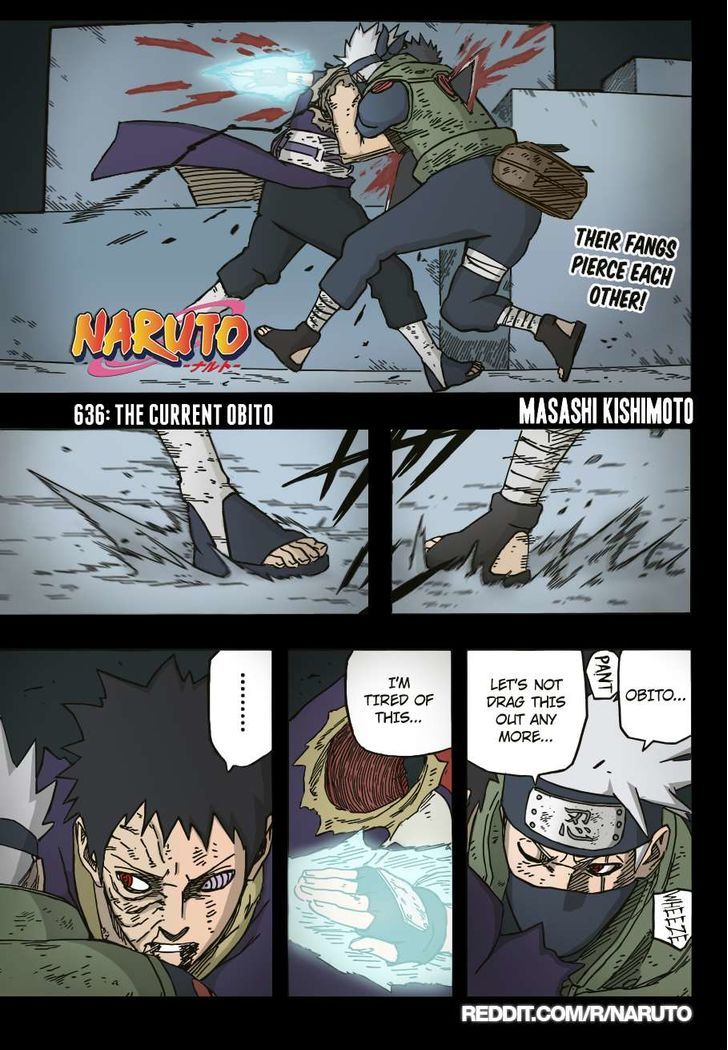 THEIR FANGS
PIERCE EACH
OTHER!
NARUTO
-ナルト-
636: THE CURRENT OBITO
MASASHI KISHIMOTO
OBITO...
PANT
LET'S NOT
DRAG THIS
OUT ANY
MORE...
忍
WHEEZE
I'M
TIRED OF
THIS...
........
REDDIT.COM/R/NARUTO